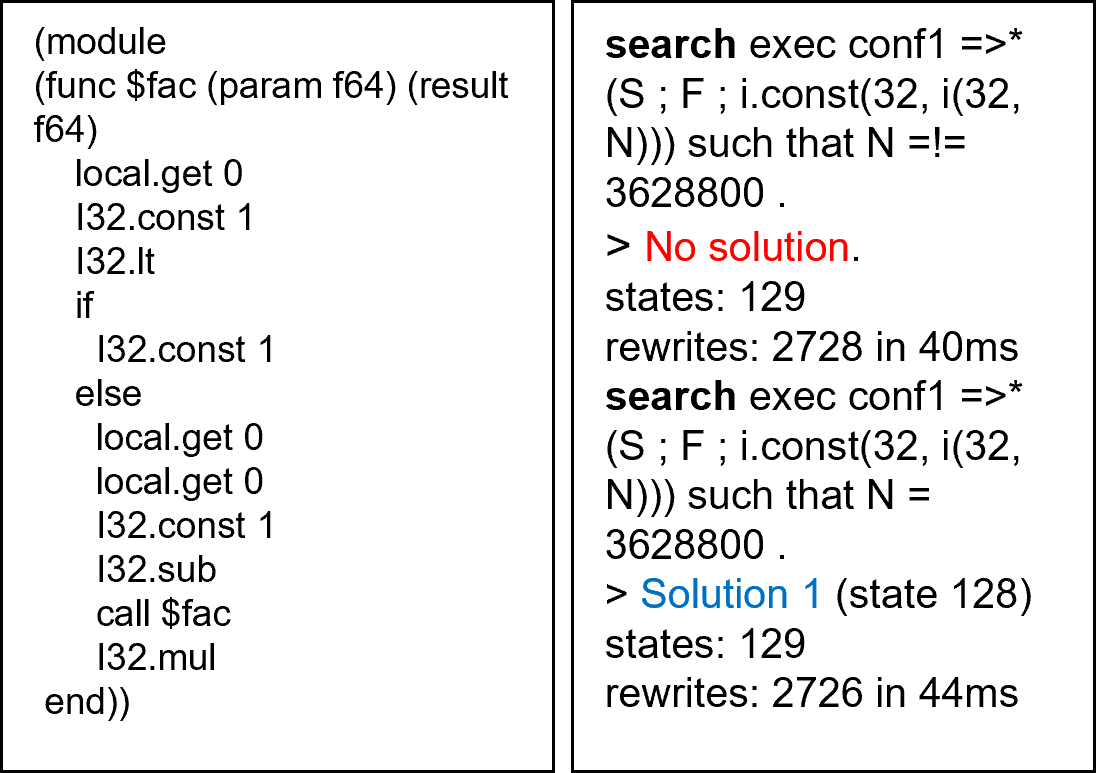 (module
(func $fac (param f64) (result
f64)
local.get 0
I32.const 1
I32.lt
if
I32.const 1
else
local.get 0
local.get 0
I32.const 1
I32.sub
call $fac
I32.mul
end))
search exec conf1 =>*
(S ; F ; i.const(32, i(32,
N))) such that N =!=
3628800 .
> No solution.
states: 129
rewrites: 2728 in 40ms
search exec conf1 =>*
(S ; F ; i.const(32, i(32,
N))) such that N =
3628800 .
> Solution 1 (state 128)
states: 129
rewrites: 2726 in 44ms